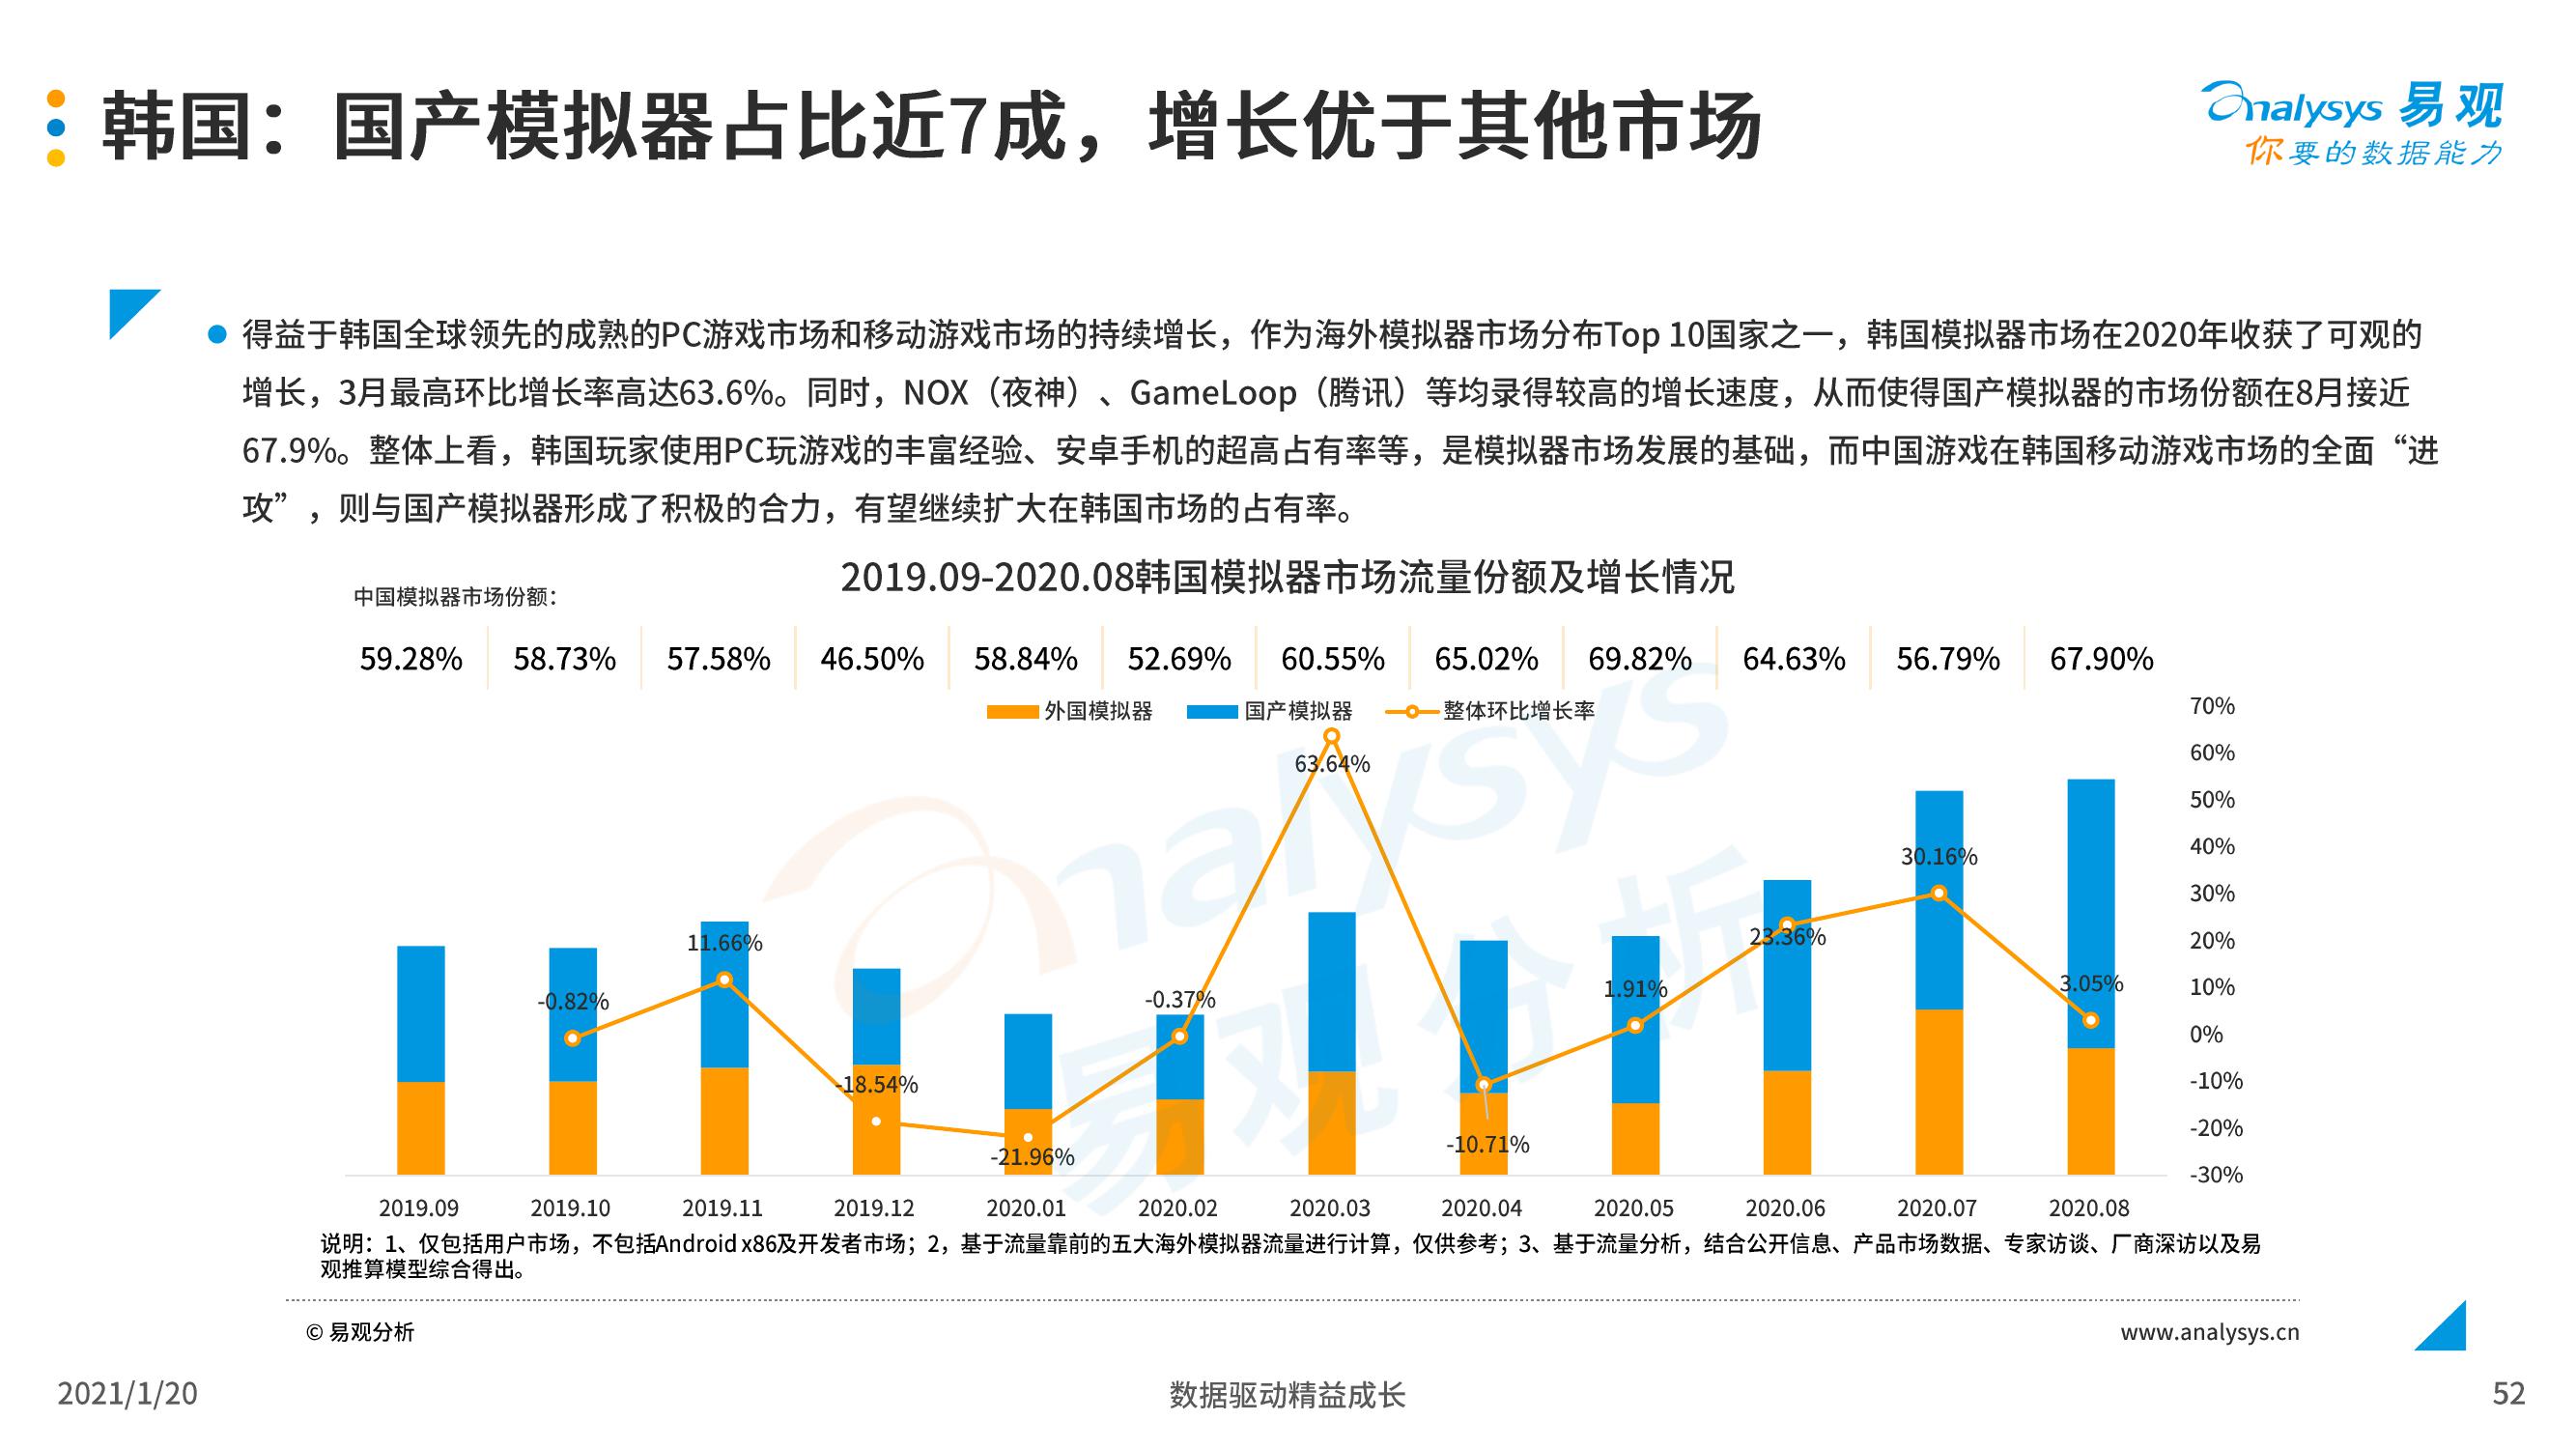 韩国：国产模拟器占比近7成，增长优于其他市场
analysys 易观
你要的数据能力
得益于韩国全球领先的成熟的PC游戏市场和移动游戏市场的持续增长，作为海外模拟器市场分布Top 10国家之一，韩国模拟器市场在2020年收获了可观的
增长，3月最高环比增长率高达63.6%。同时，NOX（夜神）、GameLoop（腾讯）等均录得较高的增长速度，从而使得国产模拟器的市场份额在8月接近
67.9%。整体上看，韩国玩家使用PC玩游戏的丰富经验、安卓手机的超高占有率等，是模拟器市场发展的基础，而中国游戏在韩国移动游戏市场的全面“进
攻”，则与国产模拟器形成了积极的合力，有望继续扩大在韩国市场的占有率。
2019.09-2020.08韩国模拟器市场流量份额及增长情况
中国模拟器市场份额：
59.28% 58.73% 57.58% 46.50% 58.84% 52.69% 60.55% 65.02% 69.82% 64.63% 56.79% 67.90%
外国模拟器 国产模拟器 整体环比增长率
70%
60%
50%
40%
30%
20%
10%
0%
-10%
-20%
-30%
-0.82%
11.66%
-18.54%
-21.96%
-0.37%
63.64%
-10.71%
1.91%
23.36%
30.16%
3.05%
analysys
易观分析
2019.09 2019.10 2019.11 2019.12 2020.01 2020.02 2020.03 2020.04 2020.05 2020.06 2020.07 2020.08
说明：1、仅包括用户市场，不包括Android x86及开发者市场；2，基于流量靠前的五大海外模拟器流量进行计算，仅供参考；3、基于流量分析，结合公开信息、产品市场数据、专家访谈、厂商深访以及易
观推算模型综合得出。
© 易观分析
www.analysys.cn
2021/1/20
数据驱动精益成长
52